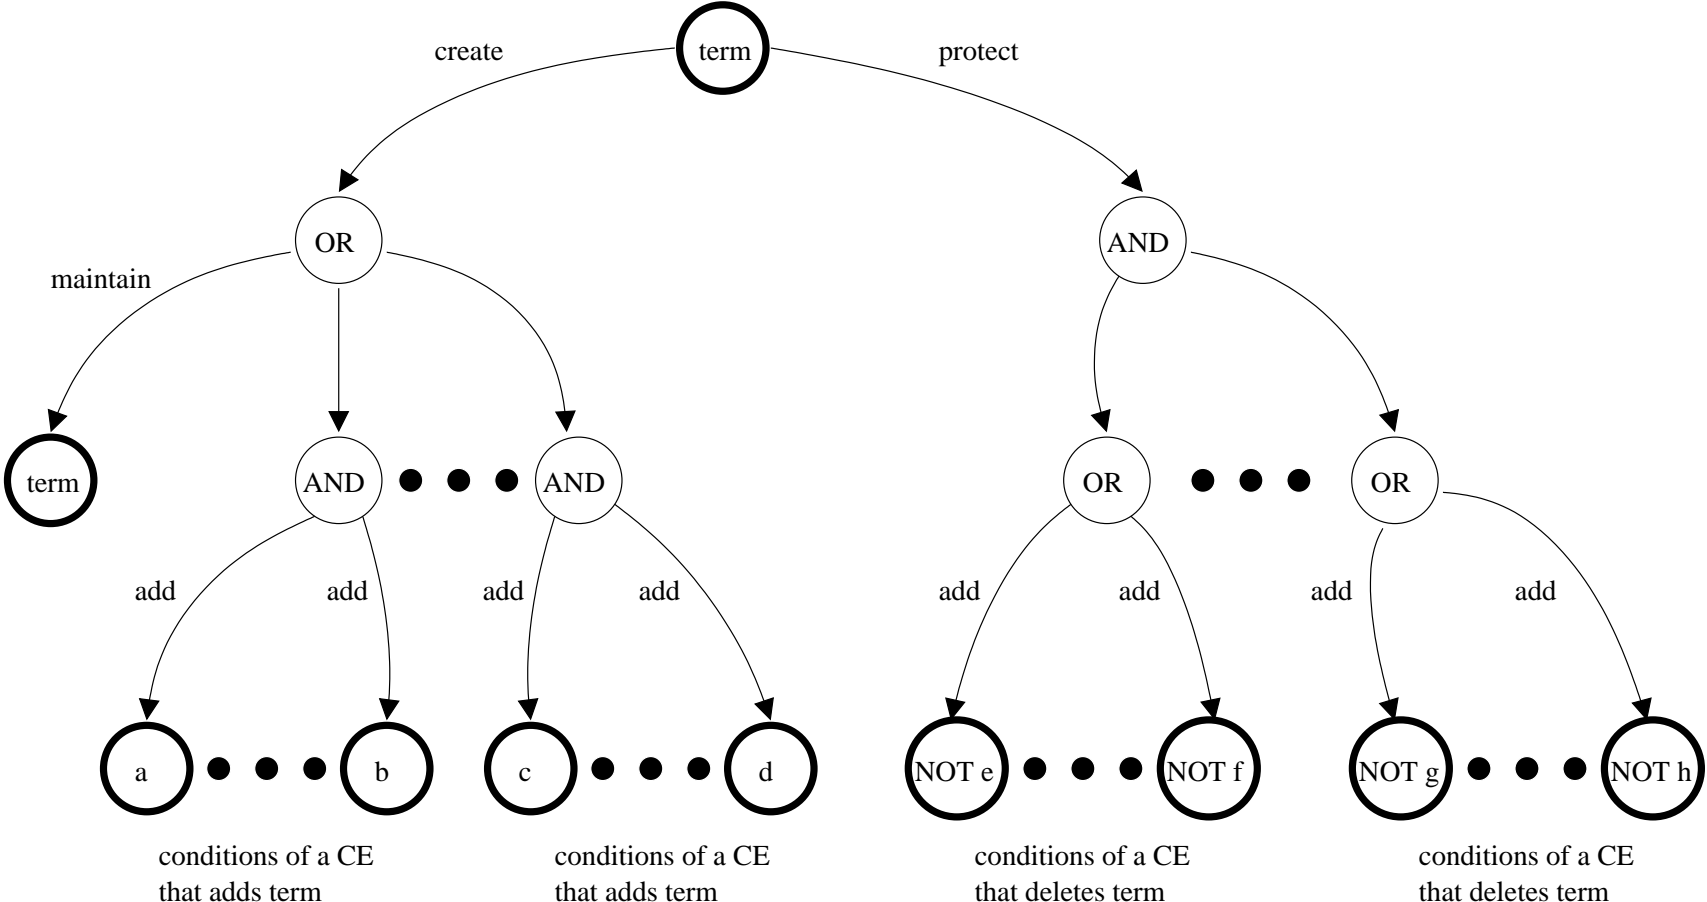 term
create
protect
OR
AND
maintain
term
AND
AND
OR
OR
add
add
add
add
add
add
add
add
a
b
c
d
NOT e
NOT f
NOT g
NOT h
conditions of a CE
that adds term
conditions of a CE
that adds term
conditions of a CE
that deletes term
conditions of a CE
that deletes term